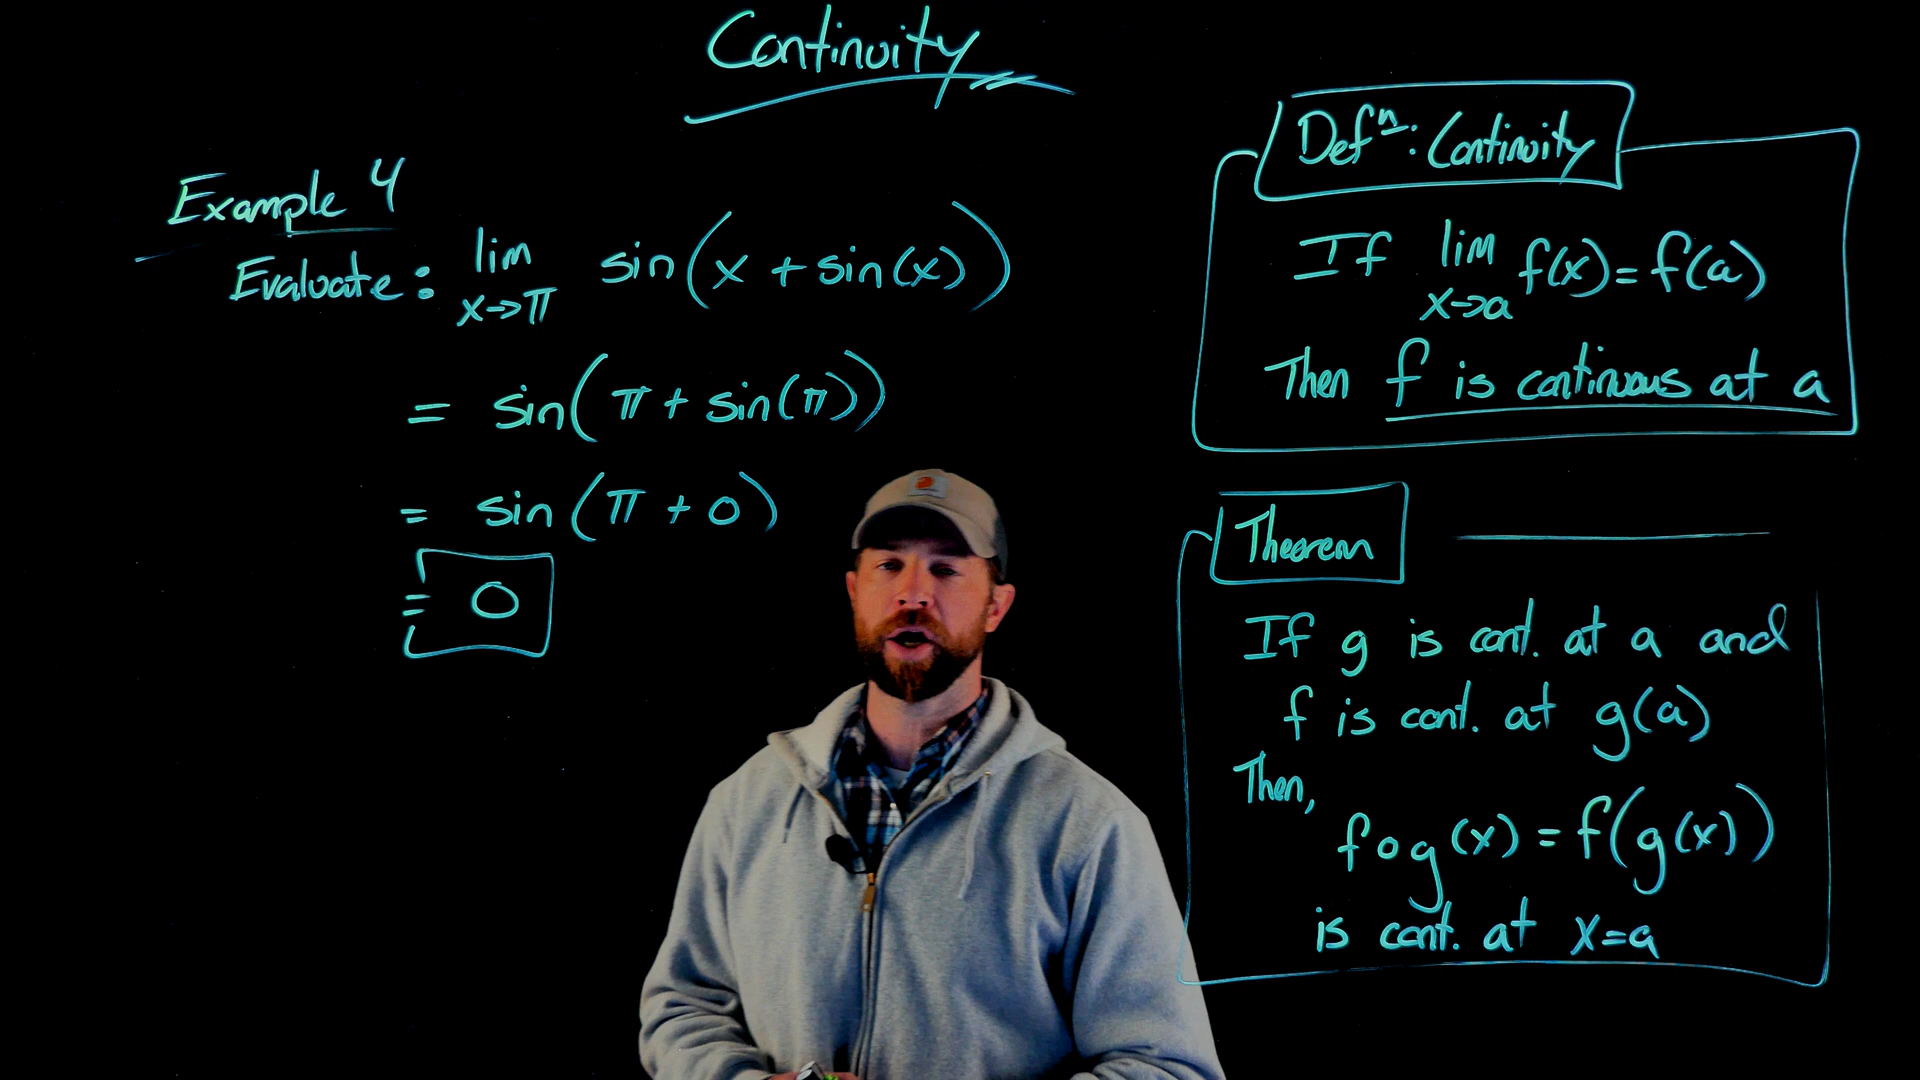 Continuity
Example 4
Evaluate: lim x→π sin(x + sin(x))
= sin(π + sin(π))
= sin(π + 0)
= 0
Defⁿ: Continuity
If lim x→a f(x) = f(a)
Then f is continuous at a
Theorem
If g is cont. at a and
f is cont. at g(a)
Then,
f∘g(x) = f(g(x))
is cont. at x=a